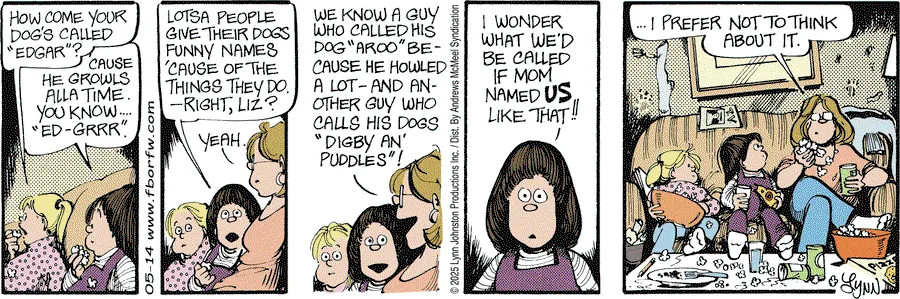 HOW COME YOUR
DOG'S CALLED
"EDGAR"?
CAUSE
HE GROWLS
ALLA TIME.
YOU KNOW....
"ED-GRRR."
05-14 www.fborfw.com
LOTSA PEOPLE
GIVE THEIR DOGS
FUNNY NAMES
'CAUSE OF THE
THINGS THEY DO.
—RIGHT, LIZ?
YEAH.
WE KNOW A GUY
WHO CALLED HIS
DOG "AROO" BE-
CAUSE HE HOWLED
A LOT-AND AN-
OTHER GUY WHO
CALLS HIS DOGS
"DIGBY AN'
PUDDLES"!
© 2025 Lynn Johnston Productions Inc. / Dist. By Andrews McMeel Syndication
I WONDER
WHAT WE'D
BE CALLED
IF MOM
NAMED US
LIKE THAT!!
...I PREFER NOT TO THINK
ABOUT IT.
LYNN